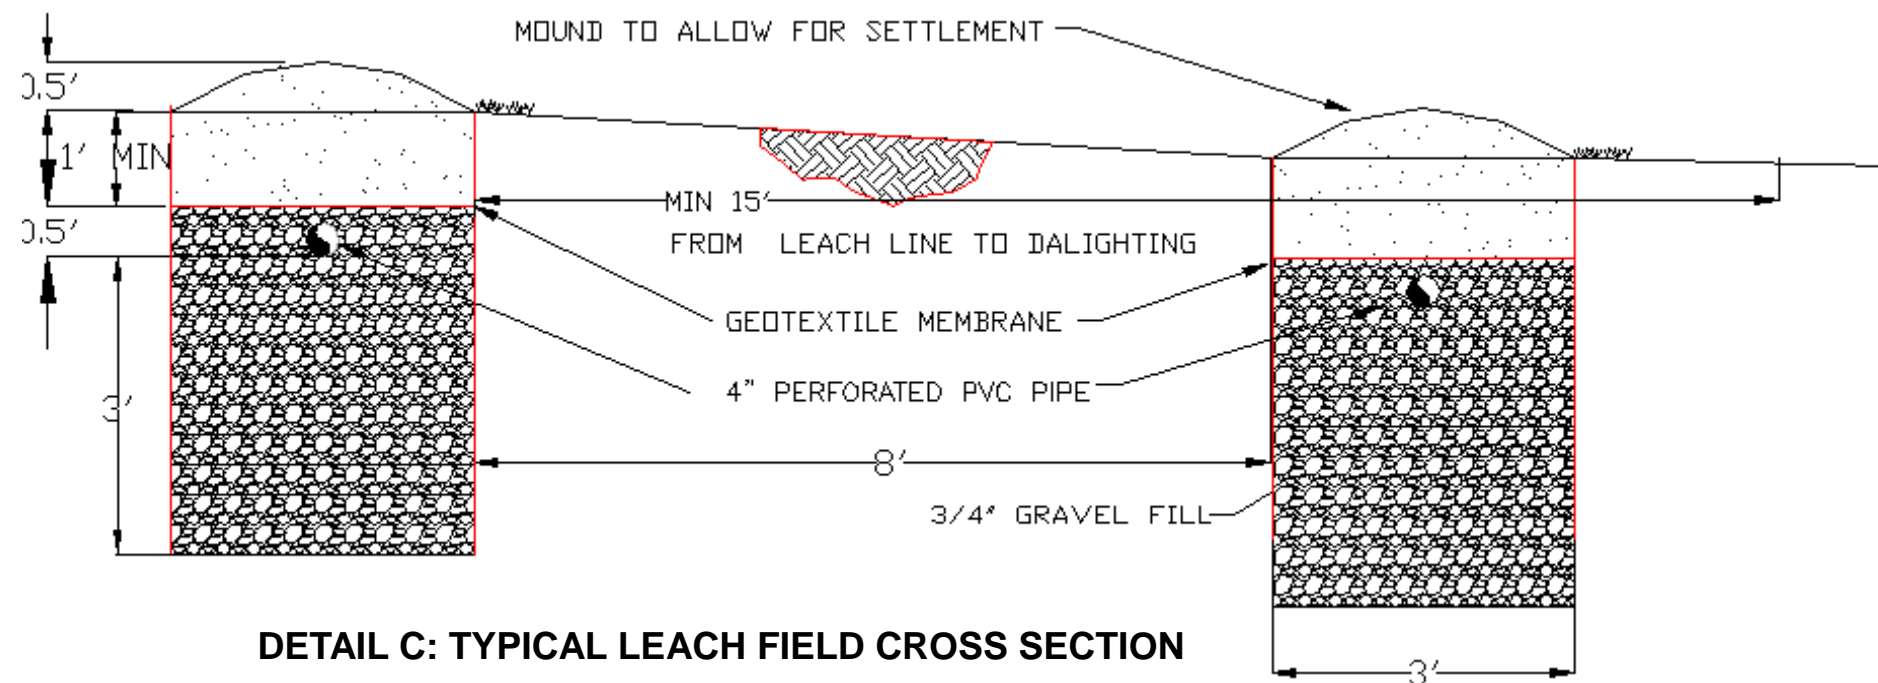 MOUND TO ALLOW FOR SETTLEMENT
0.5'
1' MIN
MIN 15'
0.5'
FROM LEACH LINE TO DALIGHTING
GEOTEXTILE MEMBRANE
4" PERFORATED PVC PIPE
3'
8'
3/4" GRAVEL FILL
DETAIL C: TYPICAL LEACH FIELD CROSS SECTION
3'